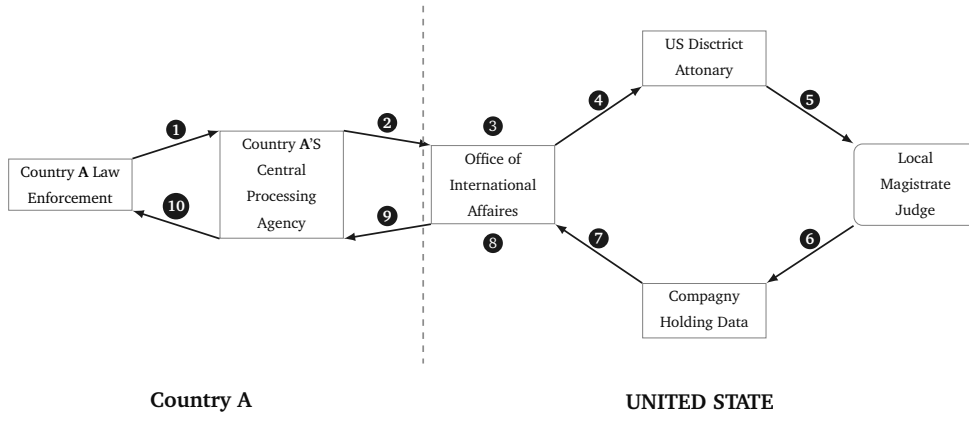 US Disctrict
Attonary
4
5
1
2
3
Country A Law
Enforcement
Country A'S
Central
Processing
Agency
Office of
International
Affaires
Local
Magistrate
Judge
10
9
8
7
6
Compagny
Holding Data
Country A
UNITED STATE